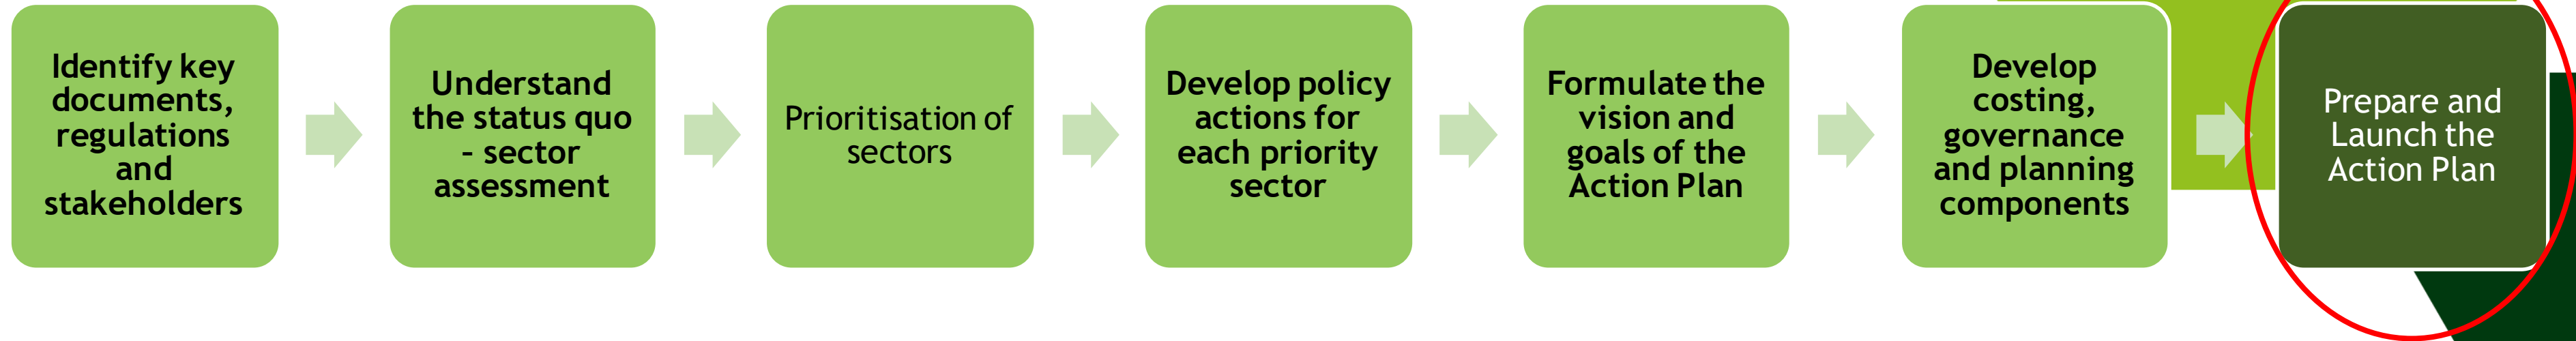 Identify key
documents,
regulations
and
stakeholders
Understand
the status quo
– sector
assessment
Prioritisation of
sectors
Develop policy
actions for
each priority
sector
Formulate the
vision and
goals of the
Action Plan
Develop
costing,
governance
and planning
components
Prepare and
Launch the
Action Plan